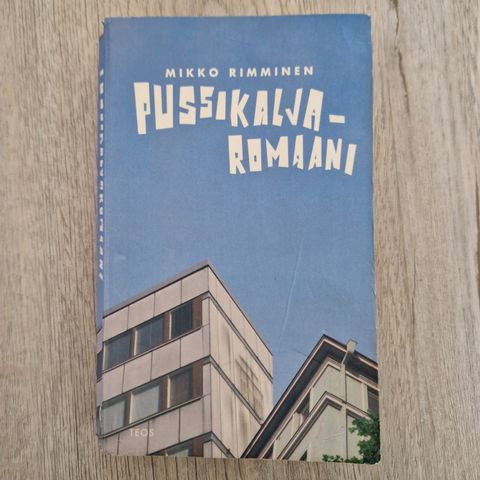 MIKKO RIMMINEN
PUSSIKALJA-
ROMAANI
TEOS